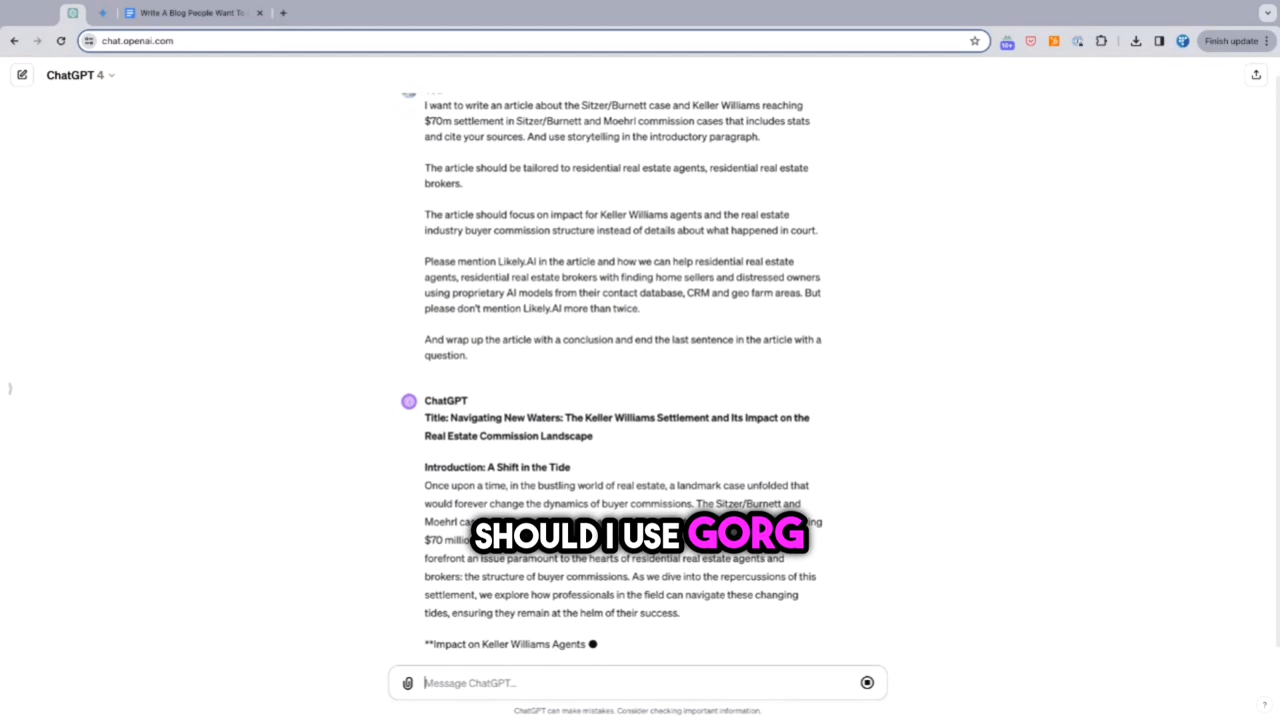 Write A Blog People Want To
chat.openai.com
10+
Finish update
ChatGPT 4
I want to write an article about the Sitzer/Burnett case and Keller Williams reaching
$70m settlement in Sitzer/Burnett and Moehrl commission cases that includes stats
and cite your sources. And use storytelling in the introductory paragraph.
The article should be tailored to residential real estate agents, residential real estate
brokers.
The article should focus on impact for Keller Williams agents and the real estate
industry buyer commission structure instead of details about what happened in court.
Please mention Likely.AI in the article and how we can help residential real estate
agents, residential real estate brokers with finding home sellers and distressed owners
using proprietary AI models from their contact database, CRM and geo farm areas. But
please don't mention Likely.AI more than twice.
And wrap up the article with a conclusion and end the last sentence in the article with a
question.
ChatGPT
Title: Navigating New Waters: The Keller Williams Settlement and Its Impact on the
Real Estate Commission Landscape
Introduction: A Shift in the Tide
Once upon a time, in the bustling world of real estate, a landmark case unfolded that
would forever change the dynamics of buyer commissions. The Sitzer/Burnett and
Moehrl
SHOULD I USE GORG
$70
forefront an issue paramount to the hearts of residential real estate agents and
brokers: the structure of buyer commissions. As we dive into the repercussions of this
settlement, we explore how professionals in the field can navigate these changing
tides, ensuring they remain at the helm of their success.
**Impact on Keller Williams Agents
Message ChatGPT...
ChatGPT can make mistakes. Consider checking important information.
?